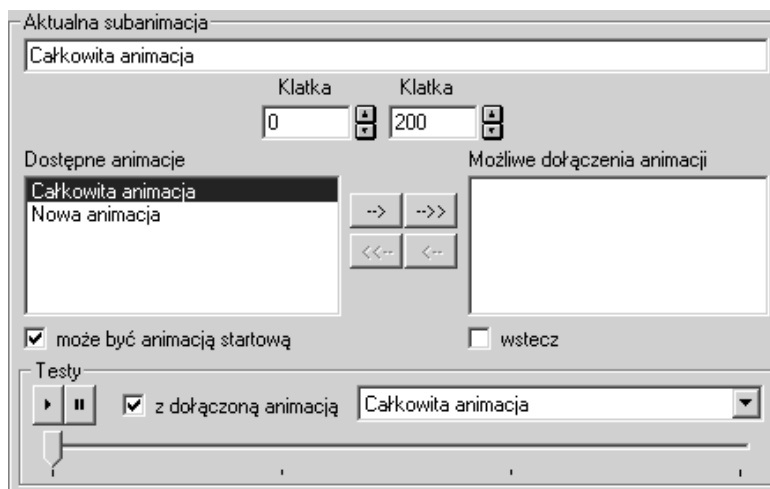 Aktualna subanimacja
Całkowita animacja
Klatka Klatka
0 200
Dostępne animacje Możliwe dołączenia animacji
Całkowita animacja
Nowa animacja
--> -->>
<<-- <--
może być animacją startową wstecz
Testy
z dołączoną animacją Całkowita animacja